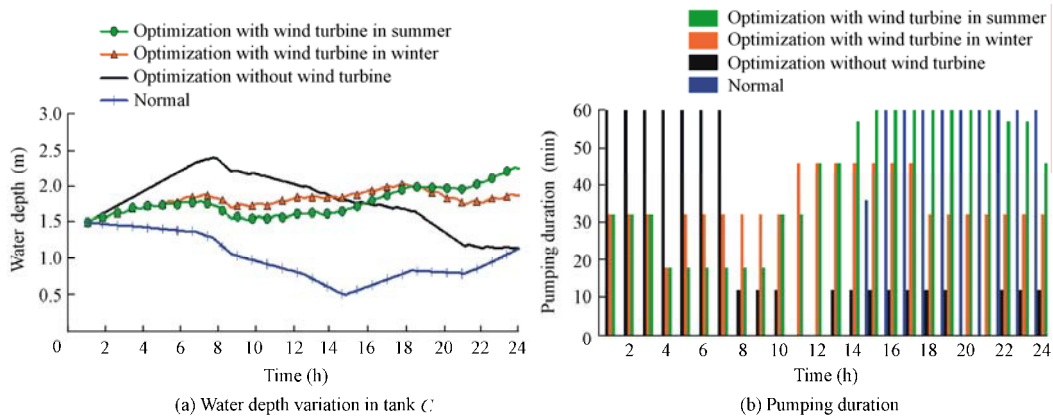 Optimization with wind turbine in summer
Optimization with wind turbine in winter
Optimization without wind turbine
Normal
3.0
2.5
2.0
1.5
1.0
0.5
Water depth (m)
0 2 4 6 8 10 12 14 16 18 20 22 24
Time (h)
(a) Water depth variation in tank C
Optimization with wind turbine in summer
Optimization with wind turbine in winter
Optimization without wind turbine
Normal
60
50
40
30
20
10
0
Pumping duration (min)
2 4 6 8 10 12 14 16 18 20 22 24
Time (h)
(b) Pumping duration